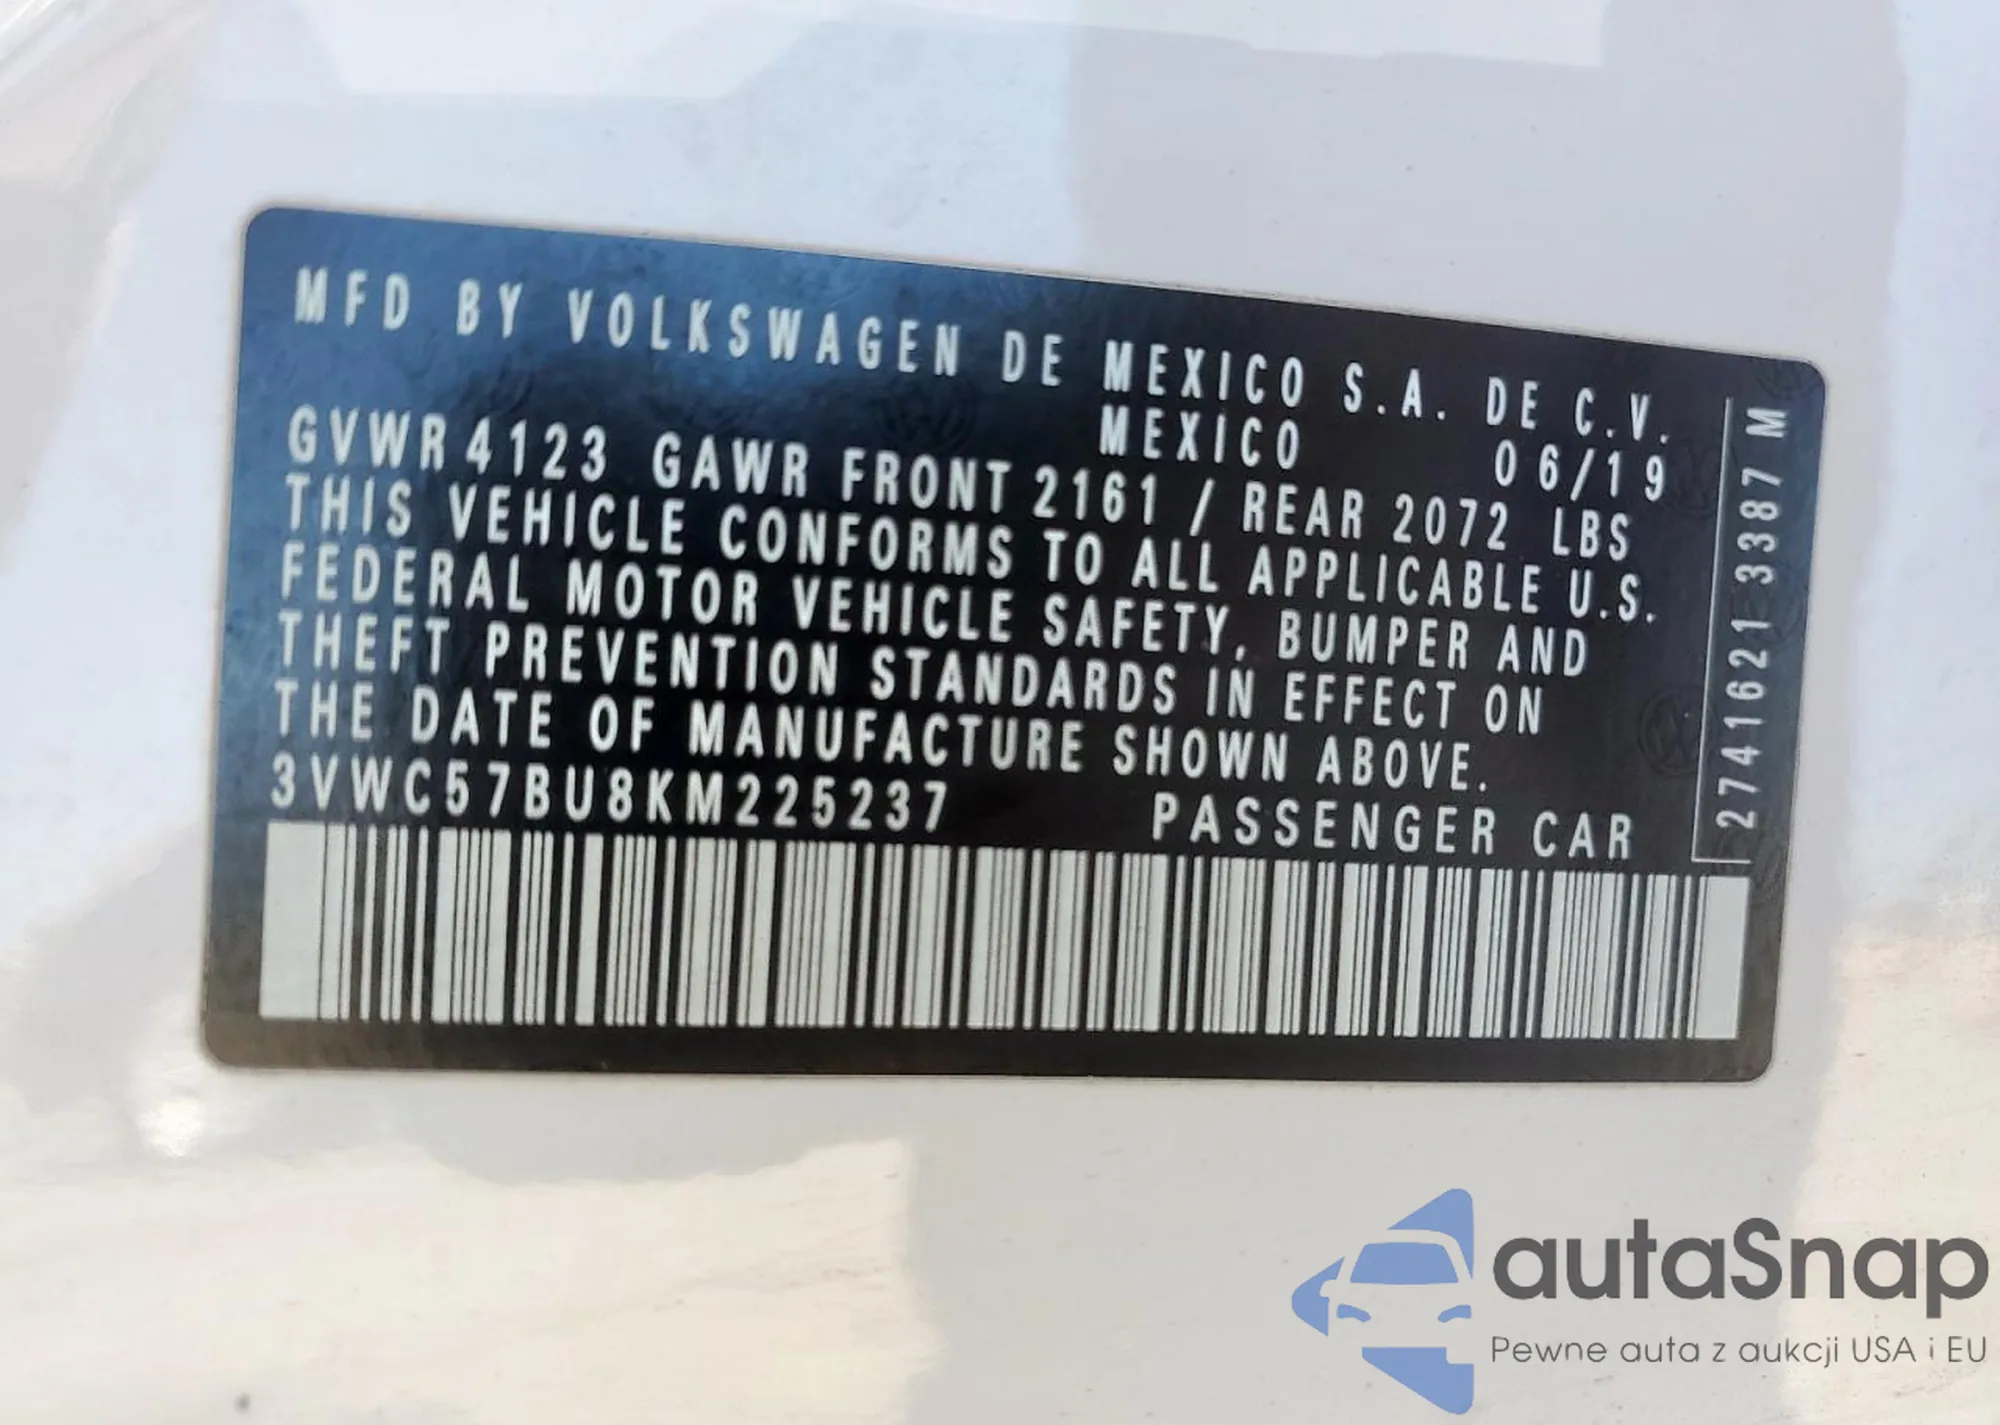 MFD BY VOLKSWAGEN DE MEXICO S.A. DE C.V.
MEXICO 06/19
GVWR 4123 GAWR FRONT 2161 / REAR 2072 LBS
THIS VEHICLE CONFORMS TO ALL APPLICABLE U.S.
FEDERAL MOTOR VEHICLE SAFETY, BUMPER AND
THEFT PREVENTION STANDARDS IN EFFECT ON
THE DATE OF MANUFACTURE SHOWN ABOVE.
3VWC57BU8KM225237 PASSENGER CAR
2741621 3387 M
autaSnap
Pewne auta z aukcji USA i EU